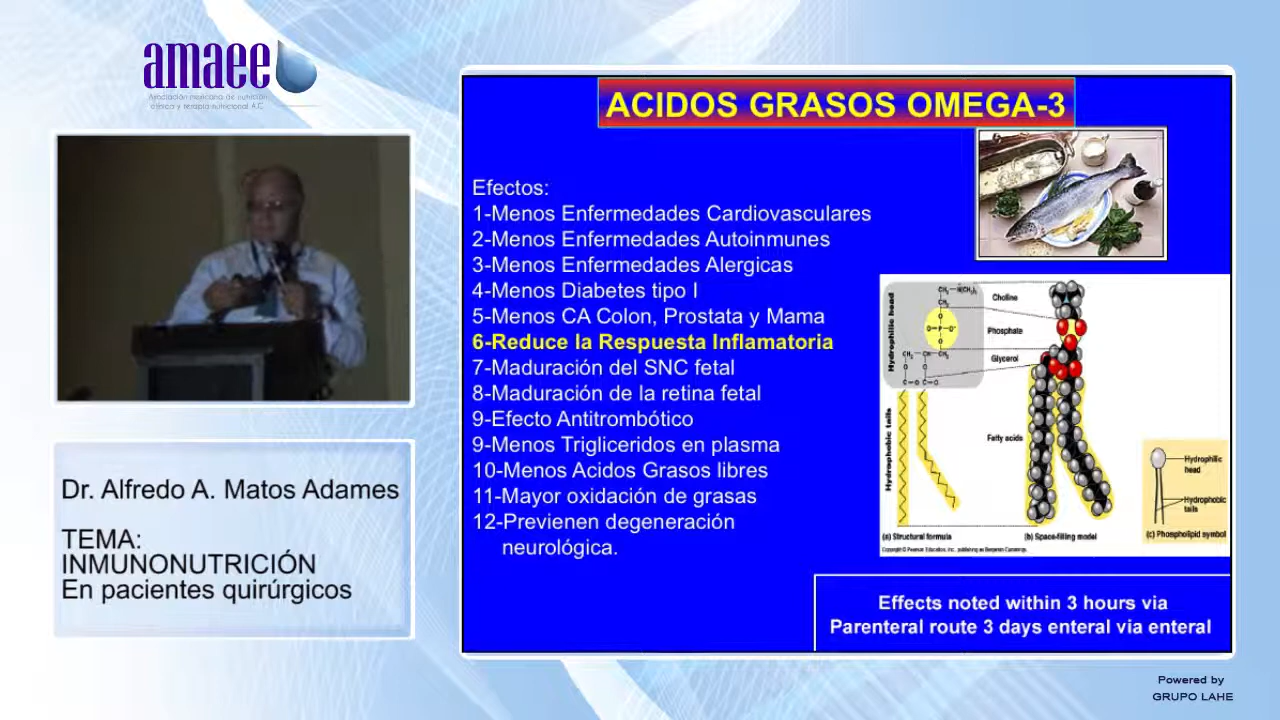 amaee
Asociación mexicana de nutrición
clínica y terapia nutricional A.C.
Dr. Alfredo A. Matos Adames
TEMA:
INMUNONUTRICIÓN
En pacientes quirúrgicos
ACIDOS GRASOS OMEGA-3
Efectos:
1-Menos Enfermedades Cardiovasculares
2-Menos Enfermedades Autoinmunes
3-Menos Enfermedades Alergicas
4-Menos Diabetes tipo I
5-Menos CA Colon, Prostata y Mama
6-Reduce la Respuesta Inflamatoria
7-Maduración del SNC fetal
8-Maduración de la retina fetal
9-Efecto Antitrombótico
9-Menos Trigliceridos en plasma
10-Menos Acidos Grasos libres
11-Mayor oxidación de grasas
12-Previenen degeneración
neurológica.
Hydrophilic head
Hydrophobic tails
Choline
Phosphate
Glycerol
Fatty acids
Hydrophilic
head
Hydrophobic
tails
(a) Structural formula
(b) Space-filling model
(c) Phospholipid symbol
Copyright © Pearson Education, Inc., publishing as Benjamin Cummings.
Effects noted within 3 hours via
Parenteral route 3 days enteral via enteral
Powered by
GRUPO LAHE